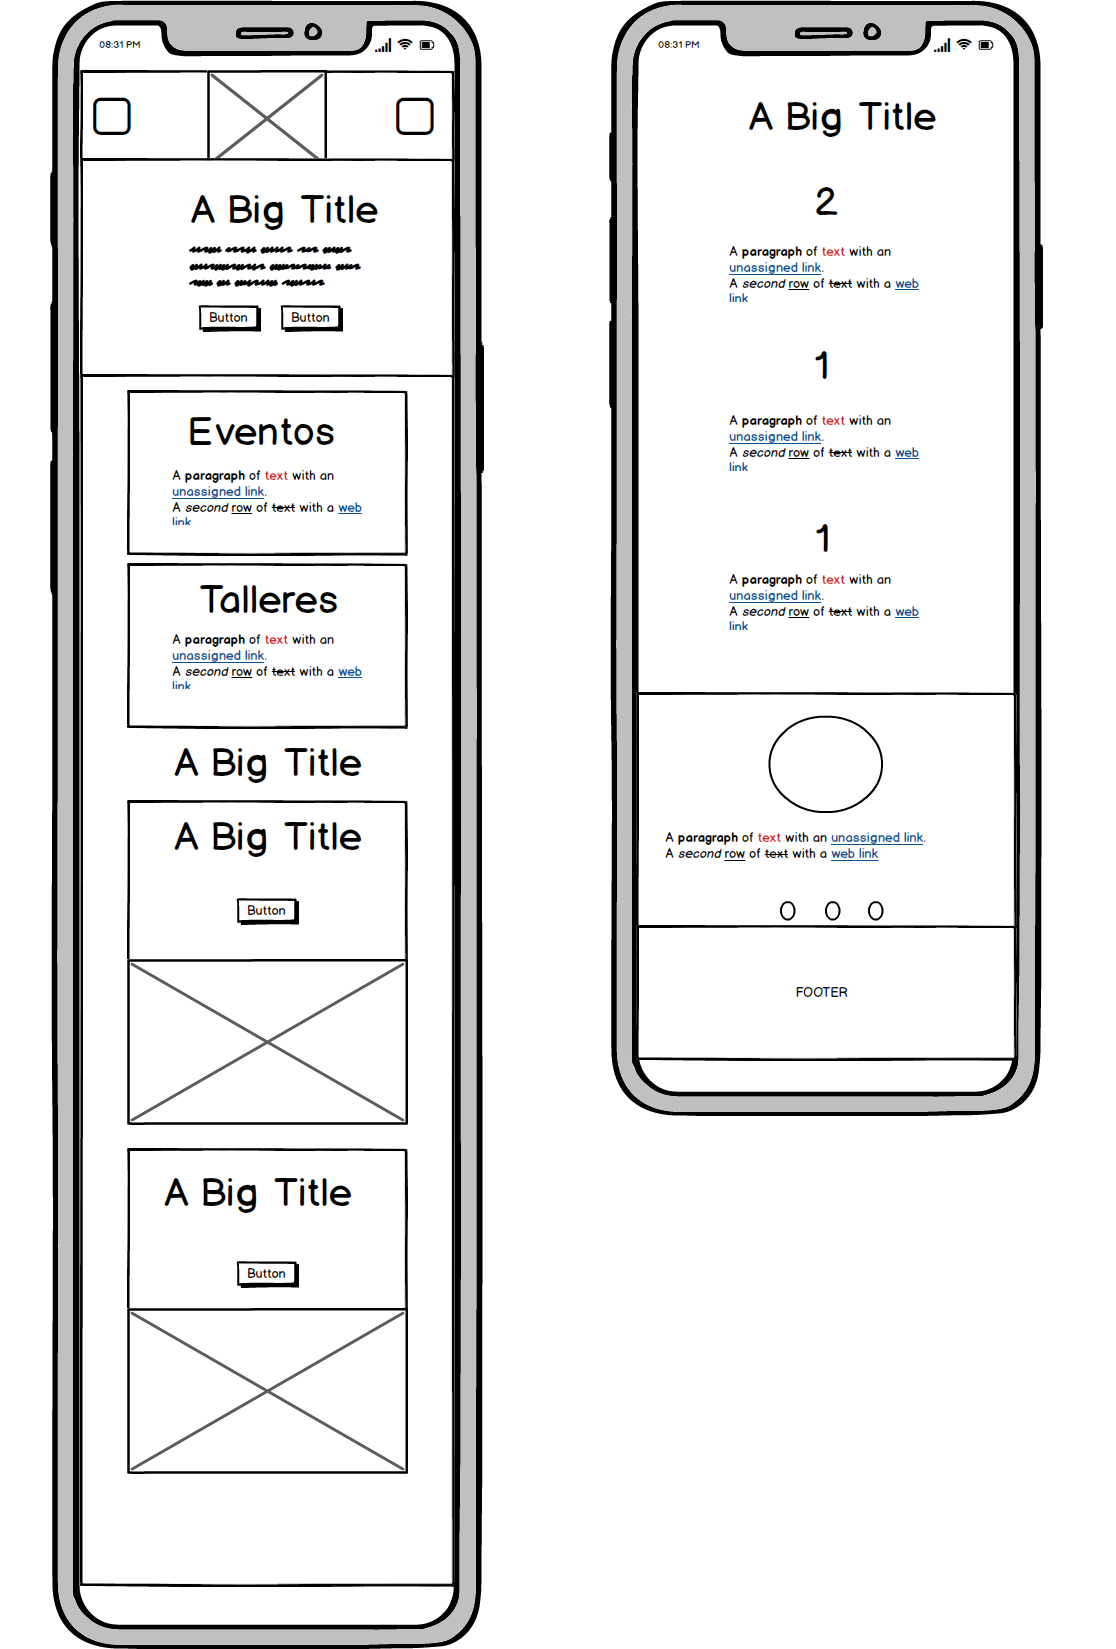 08:31 PM
A Big Title
Button Button
Eventos
A paragraph of text with an
unassigned link.
A second row of text with a web
link
Talleres
A paragraph of text with an
unassigned link.
A second row of text with a web
link
A Big Title
A Big Title
Button
A Big Title
Button
08:31 PM
A Big Title
2
A paragraph of text with an
unassigned link.
A second row of text with a web
link
1
A paragraph of text with an
unassigned link.
A second row of text with a web
link
1
A paragraph of text with an
unassigned link.
A second row of text with a web
link
A paragraph of text with an unassigned link.
A second row of text with a web link
FOOTER